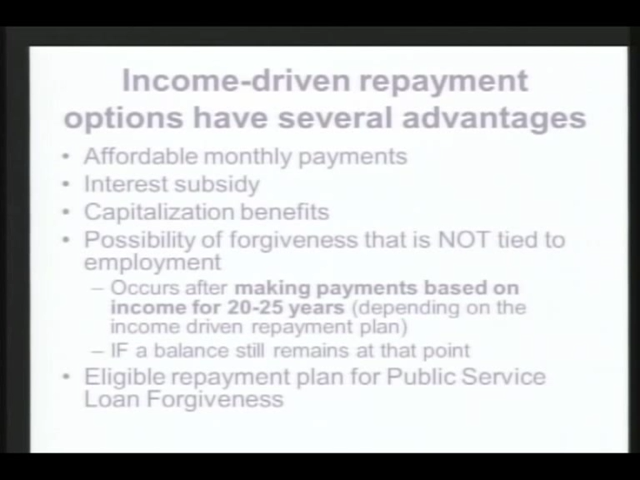 Income-driven repayment
options have several advantages
• Affordable monthly payments
• Interest subsidy
• Capitalization benefits
• Possibility of forgiveness that is NOT tied to
employment
– Occurs after making payments based on
income for 20-25 years (depending on the
income driven repayment plan)
– IF a balance still remains at that point
• Eligible repayment plan for Public Service
Loan Forgiveness